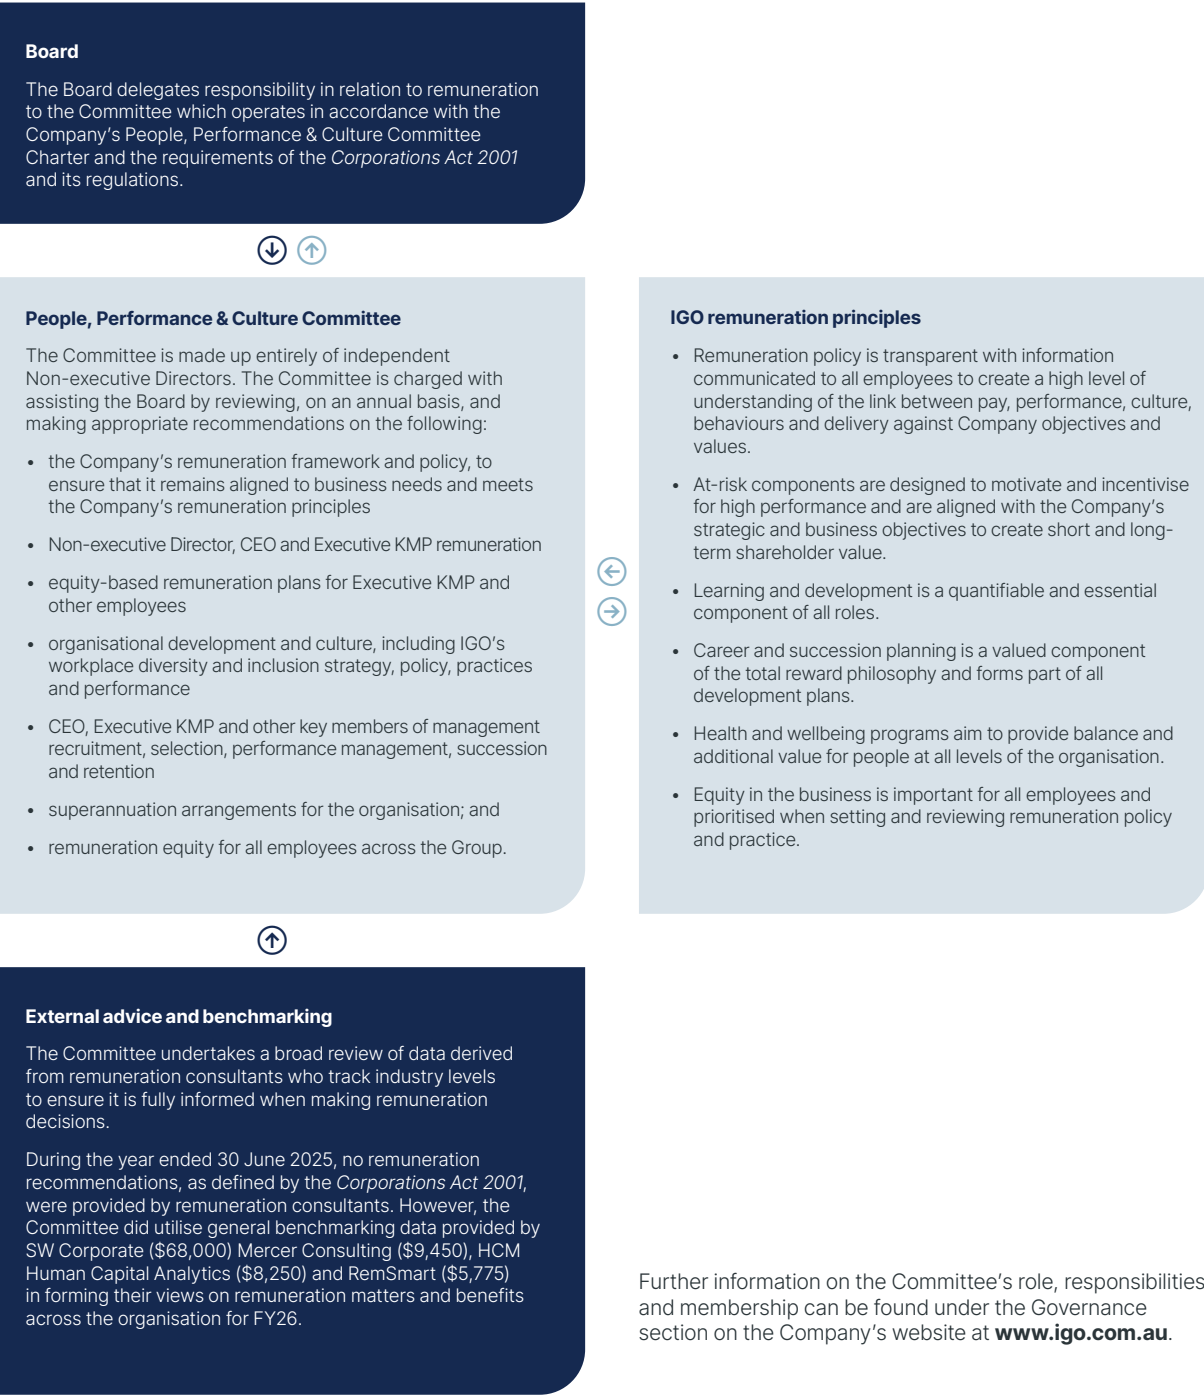 Board
The Board delegates responsibility in relation to remuneration
to the Committee which operates in accordance with the
Company's People, Performance & Culture Committee
Charter and the requirements of the Corporations Act 2001
and its regulations.
People, Performance & Culture Committee
The Committee is made up entirely of independent
Non-executive Directors. The Committee is charged with
assisting the Board by reviewing, on an annual basis, and
making appropriate recommendations on the following:
• the Company's remuneration framework and policy, to
ensure that it remains aligned to business needs and meets
the Company's remuneration principles
• Non-executive Director, CEO and Executive KMP remuneration
• equity-based remuneration plans for Executive KMP and
other employees
• organisational development and culture, including IGO's
workplace diversity and inclusion strategy, policy, practices
and performance
• CEO, Executive KMP and other key members of management
recruitment, selection, performance management, succession
and retention
• superannuation arrangements for the organisation; and
• remuneration equity for all employees across the Group.
IGO remuneration principles
• Remuneration policy is transparent with information
communicated to all employees to create a high level of
understanding of the link between pay, performance, culture,
behaviours and delivery against Company objectives and
values.
• At-risk components are designed to motivate and incentivise
for high performance and are aligned with the Company's
strategic and business objectives to create short and long-
term shareholder value.
• Learning and development is a quantifiable and essential
component of all roles.
• Career and succession planning is a valued component
of the total reward philosophy and forms part of all
development plans.
• Health and wellbeing programs aim to provide balance and
additional value for people at all levels of the organisation.
• Equity in the business is important for all employees and
prioritised when setting and reviewing remuneration policy
and practice.
External advice and benchmarking
The Committee undertakes a broad review of data derived
from remuneration consultants who track industry levels
to ensure it is fully informed when making remuneration
decisions.
During the year ended 30 June 2025, no remuneration
recommendations, as defined by the Corporations Act 2001,
were provided by remuneration consultants. However, the
Committee did utilise general benchmarking data provided by
SW Corporate ($68,000) Mercer Consulting ($9,450), HCM
Human Capital Analytics ($8,250) and RemSmart ($5,775)
in forming their views on remuneration matters and benefits
across the organisation for FY26.
Further information on the Committee's role, responsibilities
and membership can be found under the Governance
section on the Company's website at www.igo.com.au.